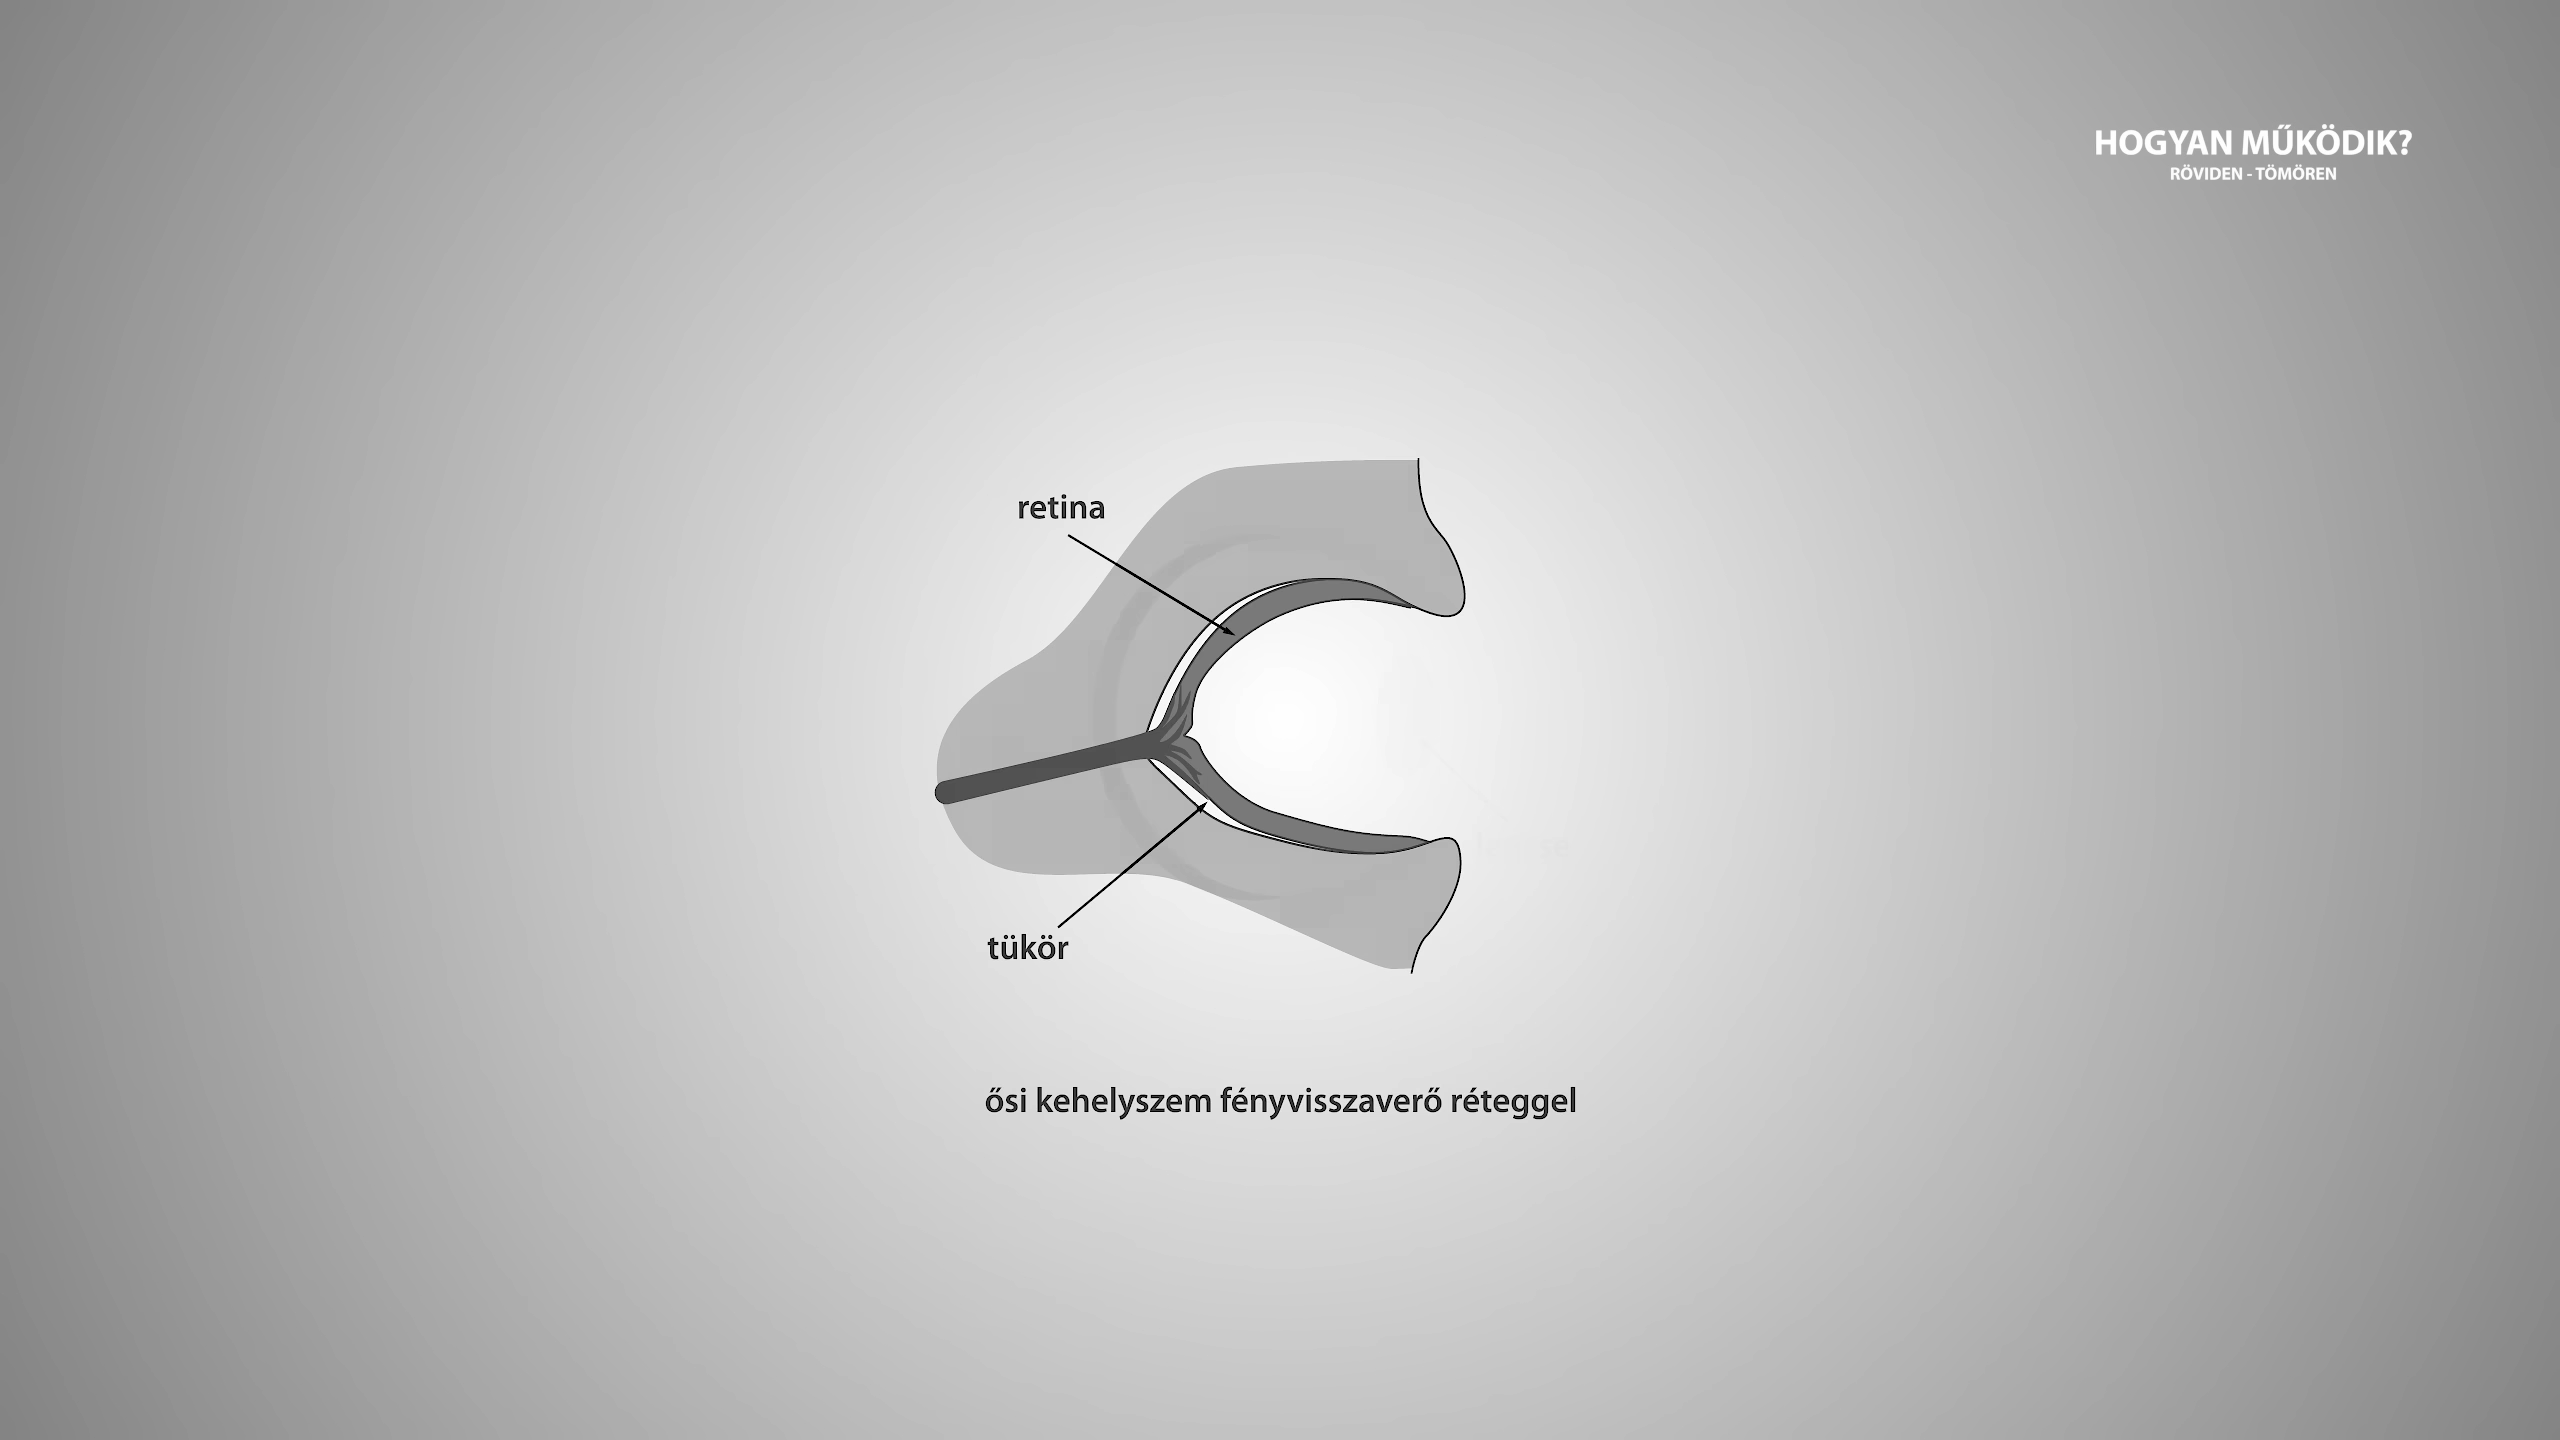 HOGYAN MŰKÖDIK?
RÖVIDEN - TÖMÖREN
retina
tükör
ősi kehelyszem fényvisszaverő réteggel